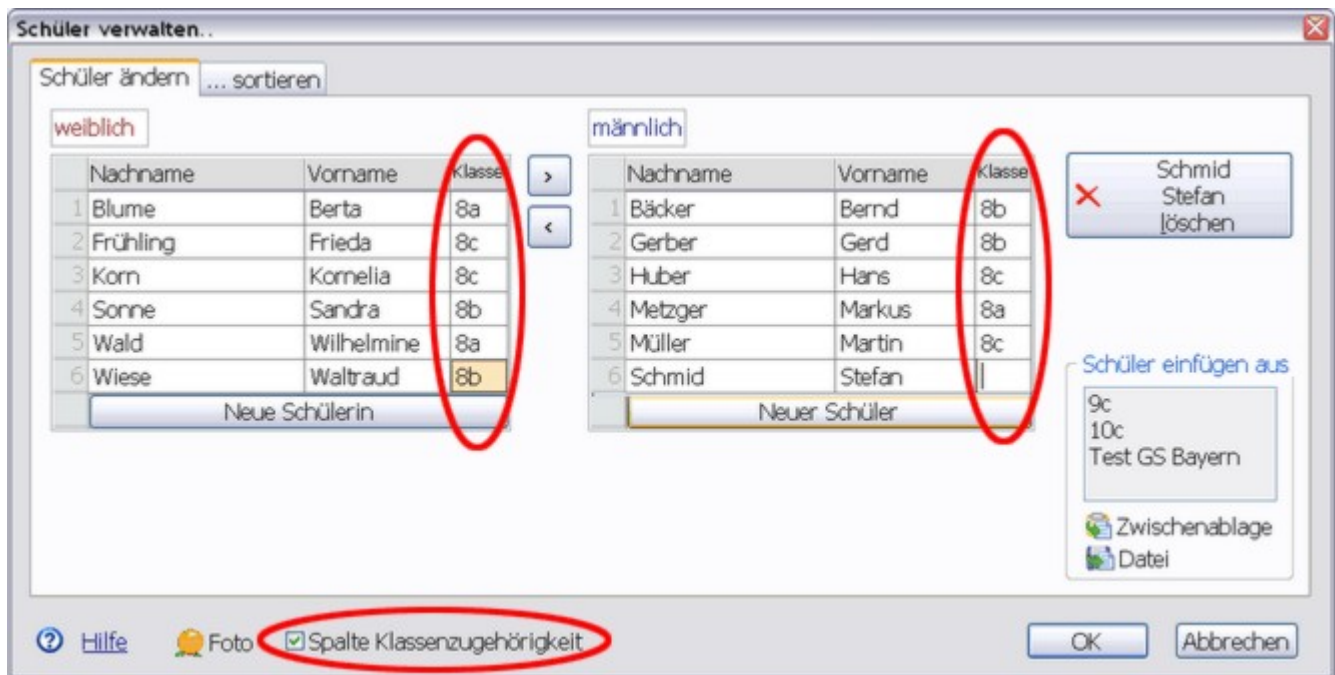 Schüler verwalten..
Schüler ändern ... sortieren
weiblich männlich
Nachname Vorname Klasse > Nachname Vorname Klasse
1 Blume Berta 8a 1 Bäcker Bernd 8b
2 Frühling Frieda 8c < 2 Gerber Gerd 8b
3 Korn Kornelia 8c 3 Huber Hans 8c
4 Sonne Sandra 8b 4 Metzger Markus 8a
5 Wald Wilhelmine 8a 5 Müller Martin 8c
6 Wiese Waltraud 8b 6 Schmid Stefan
Neue Schülerin Neuer Schüler
Schmid
Stefan
löschen
Schüler einfügen aus
9c
10c
Test GS Bayern
Zwischenablage
Datei
Hilfe Foto Spalte Klassenzugehörigkeit OK Abbrechen